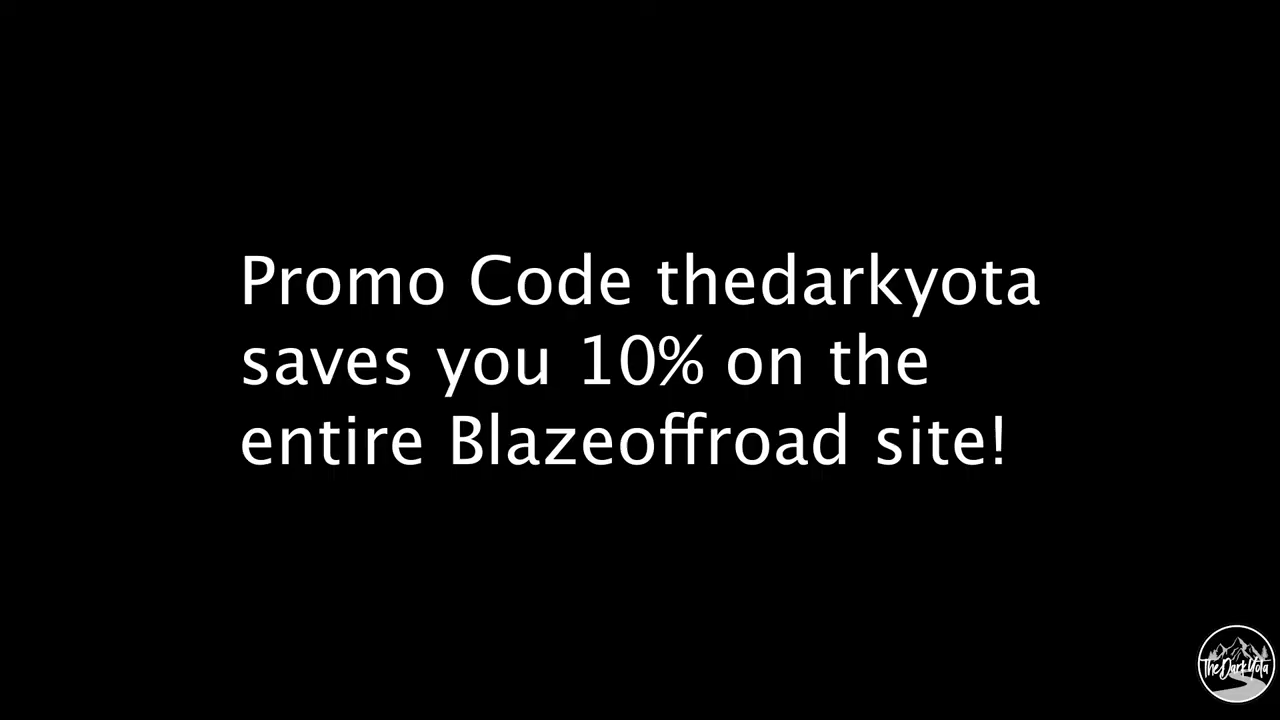 Promo Code thedarkyota
saves you 10% on the
entire Blazeoffroad site!
TheDarkYota